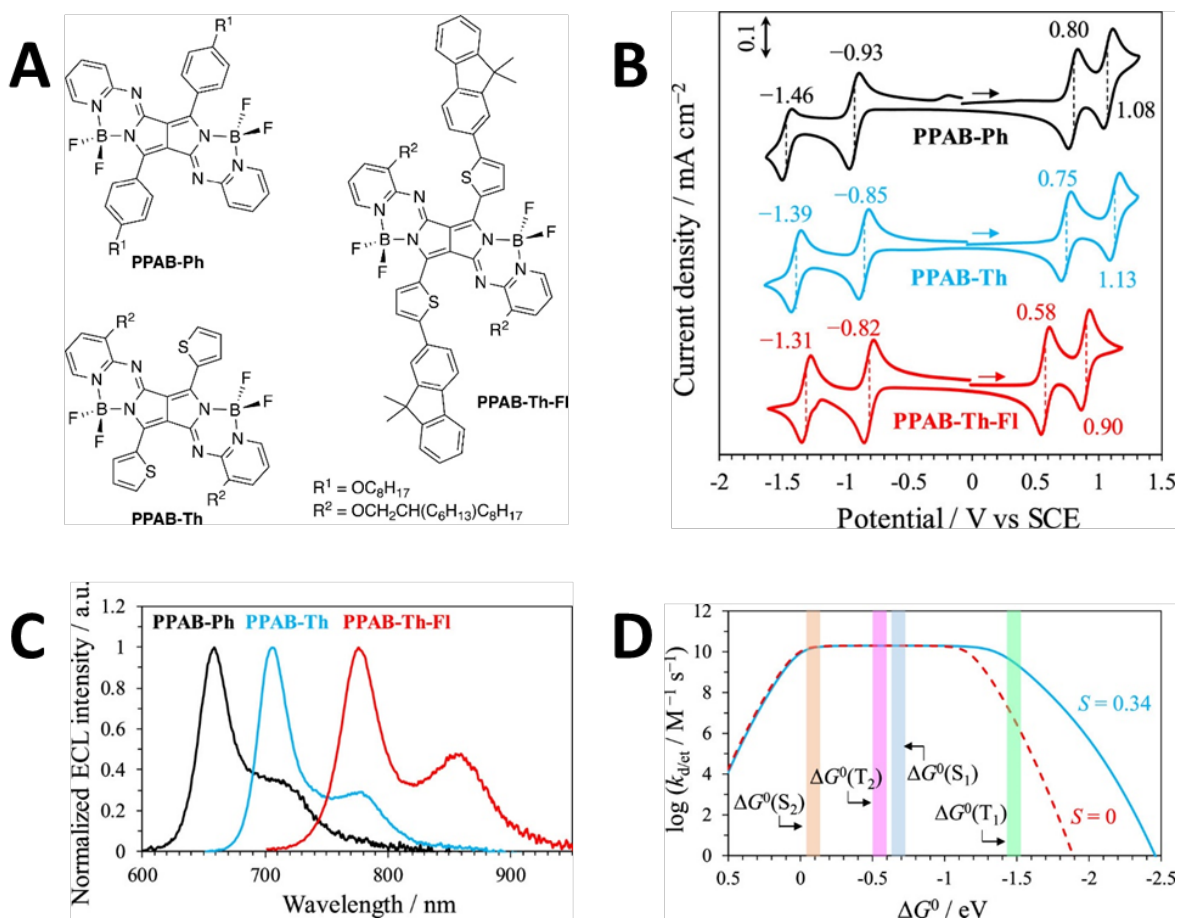 A
R¹
N
N
F
B
N
N
B
F
F
N
N
F
R¹
PPAB-Ph
R²
N
N
S
F
B
N
N
B
F
F
N
N
F
S
R²
PPAB-Th-Fl
R²
N
N
S
F
B
N
N
B
F
F
N
N
F
S
R²
PPAB-Th
R¹ = OC₈H₁₇
R² = OCH₂CH(C₆H₁₃)C₈H₁₇
B
0.1
−0.93
0.80
−1.46
1.08
PPAB-Ph
−1.39
−0.85
0.75
PPAB-Th
1.13
−1.31
−0.82
0.58
PPAB-Th-Fl
0.90
Current density / mA cm⁻²
-2 -1.5 -1 -0.5 0 0.5 1 1.5
Potential / V vs SCE
C
Normalized ECL intensity / a.u.
1.2
1
0.8
0.6
0.4
0.2
0
PPAB-Ph PPAB-Th PPAB-Th-Fl
600 700 800 900
Wavelength / nm
D
log (k_d/et / M⁻¹ s⁻¹)
12
10
8
6
4
2
0
S = 0.34
ΔG⁰(S₁)
ΔG⁰(T₂)
ΔG⁰(S₂)
ΔG⁰(T₁)
S = 0
0.5 0 -0.5 -1 -1.5 -2 -2.5
ΔG⁰ / eV